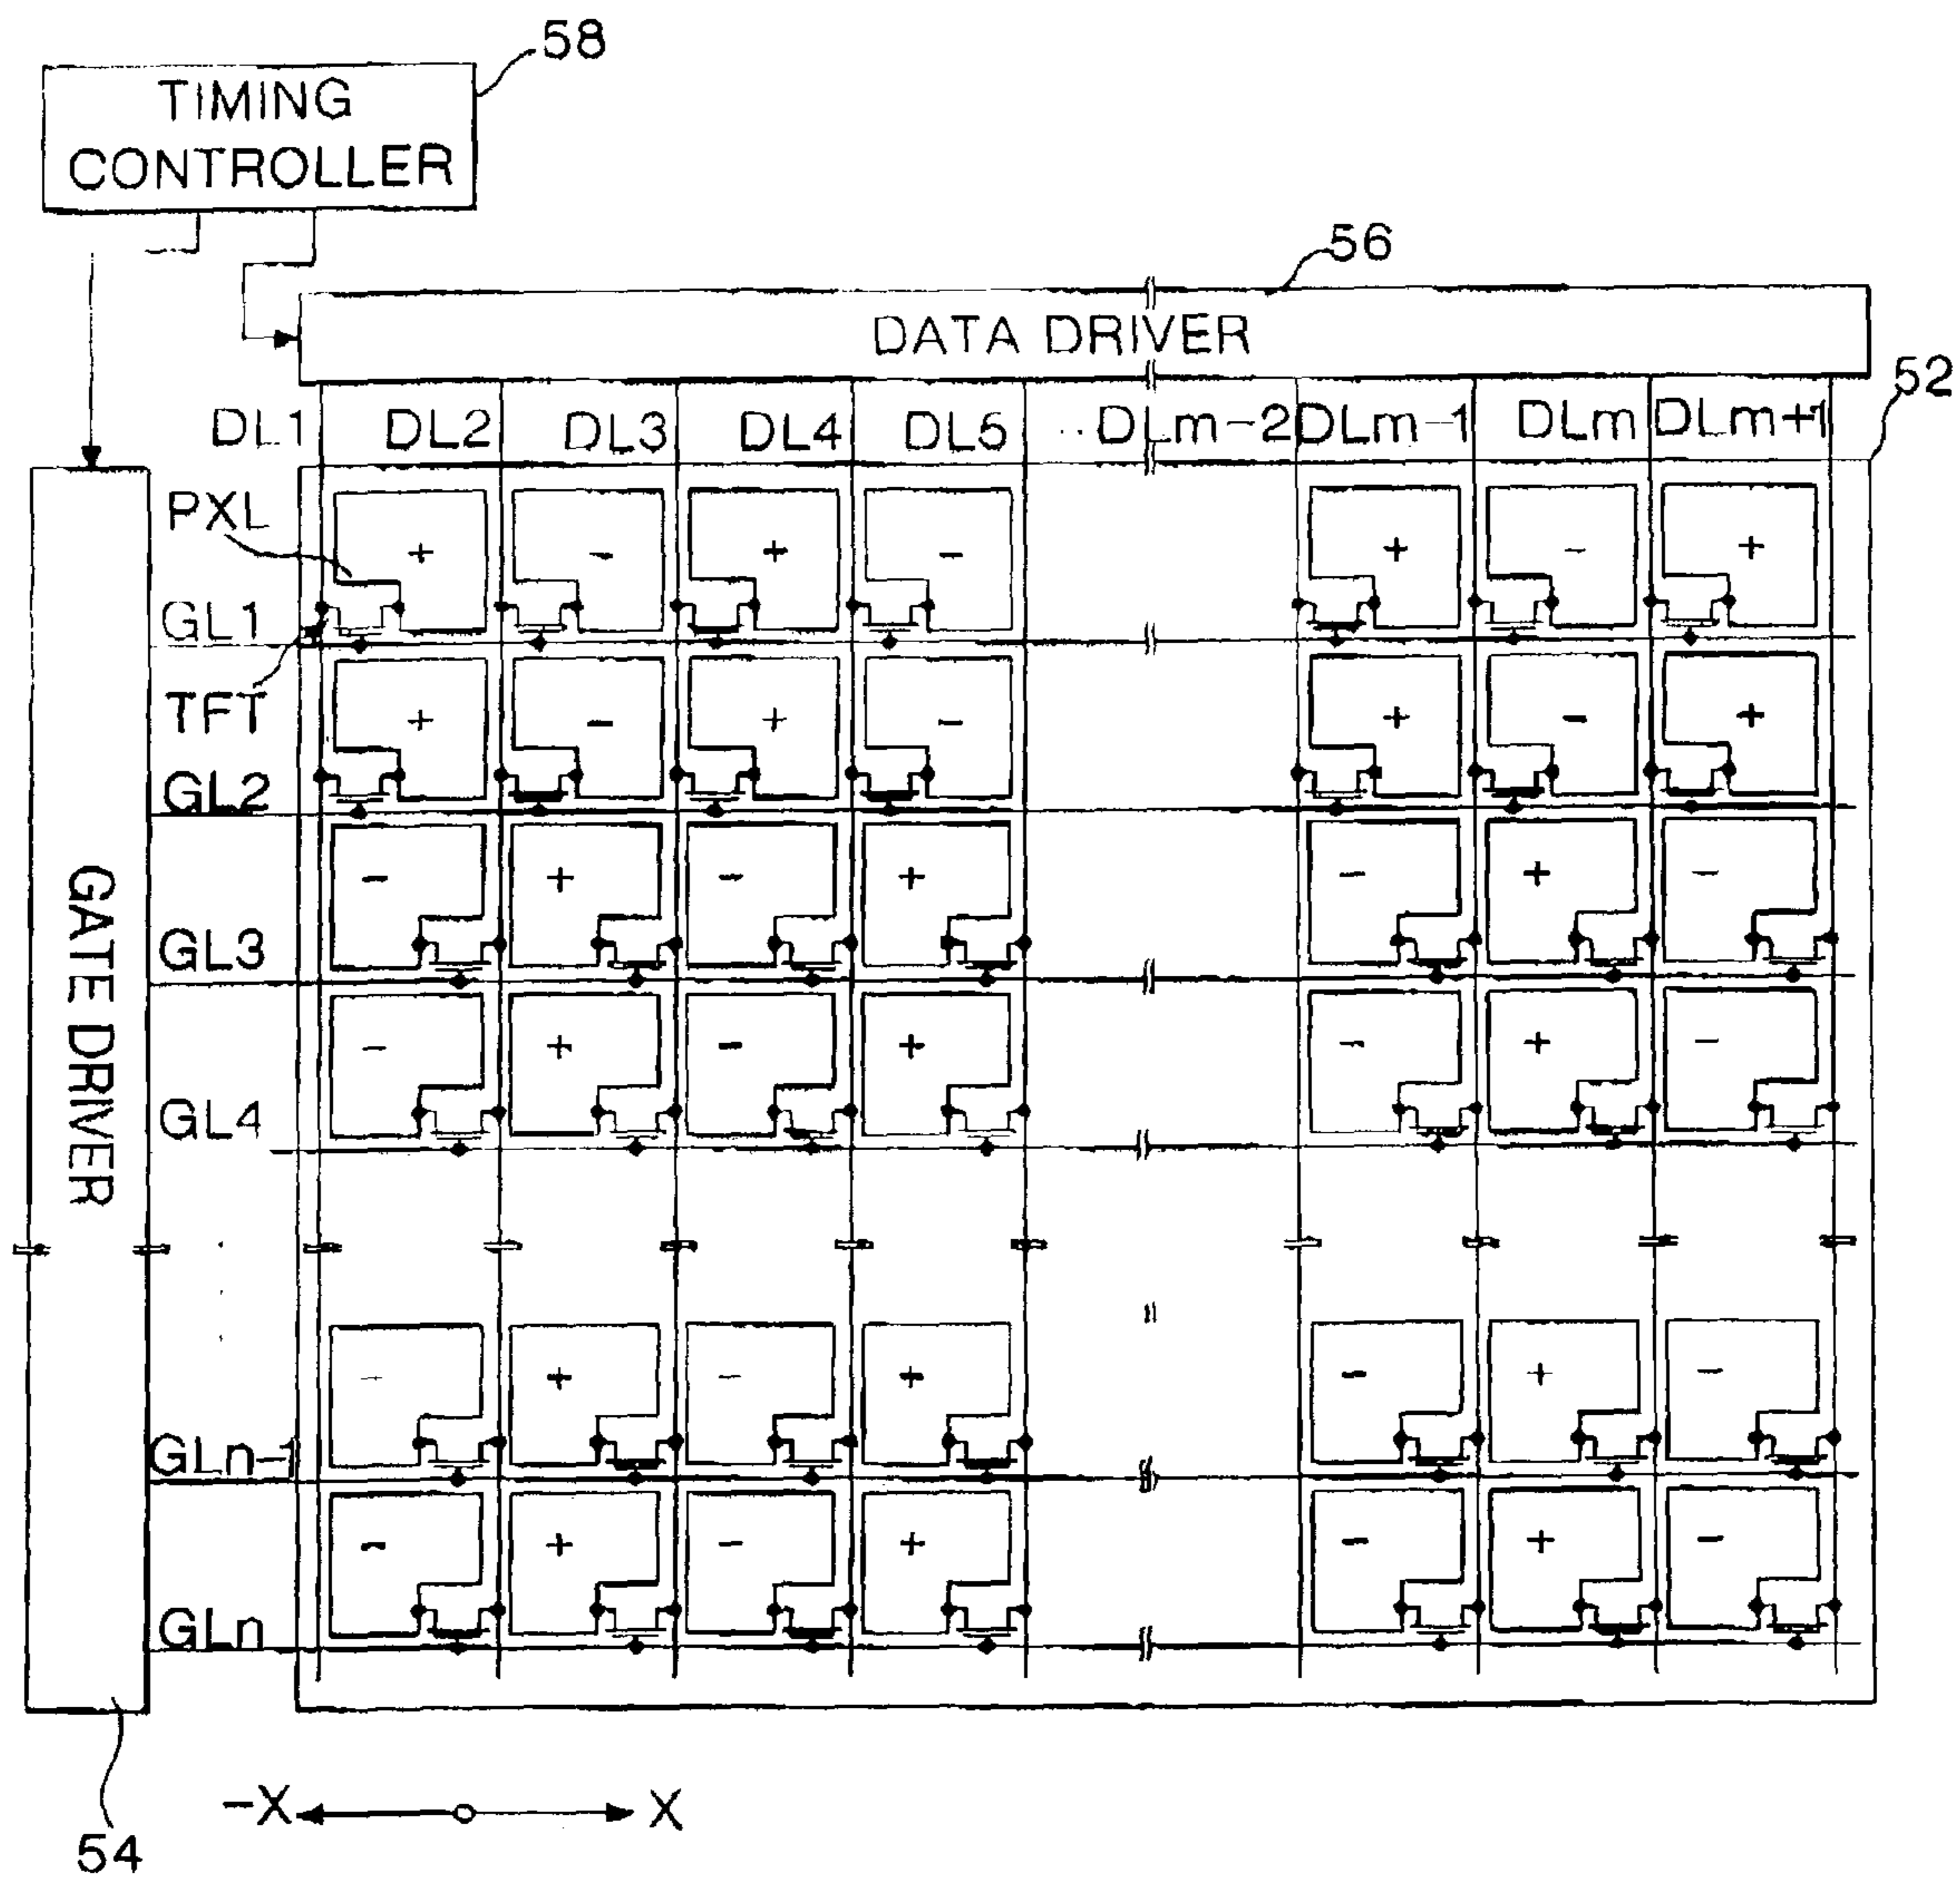 58
TIMING
CONTROLLER
56
DATA DRIVER
52
DL1 DL2 DL3 DL4 DL5 ... DLm-2 DLm-1 DLm DLm+1
PXL
+ - + - + - +
GL1
TFT
+ - + - + - +
GL2
- + - + - + -
GL3
GATE DRIVER
- + - + - + -
GL4
- + - + - + -
GLn-1
- + - + - + -
GLn
-X X
54